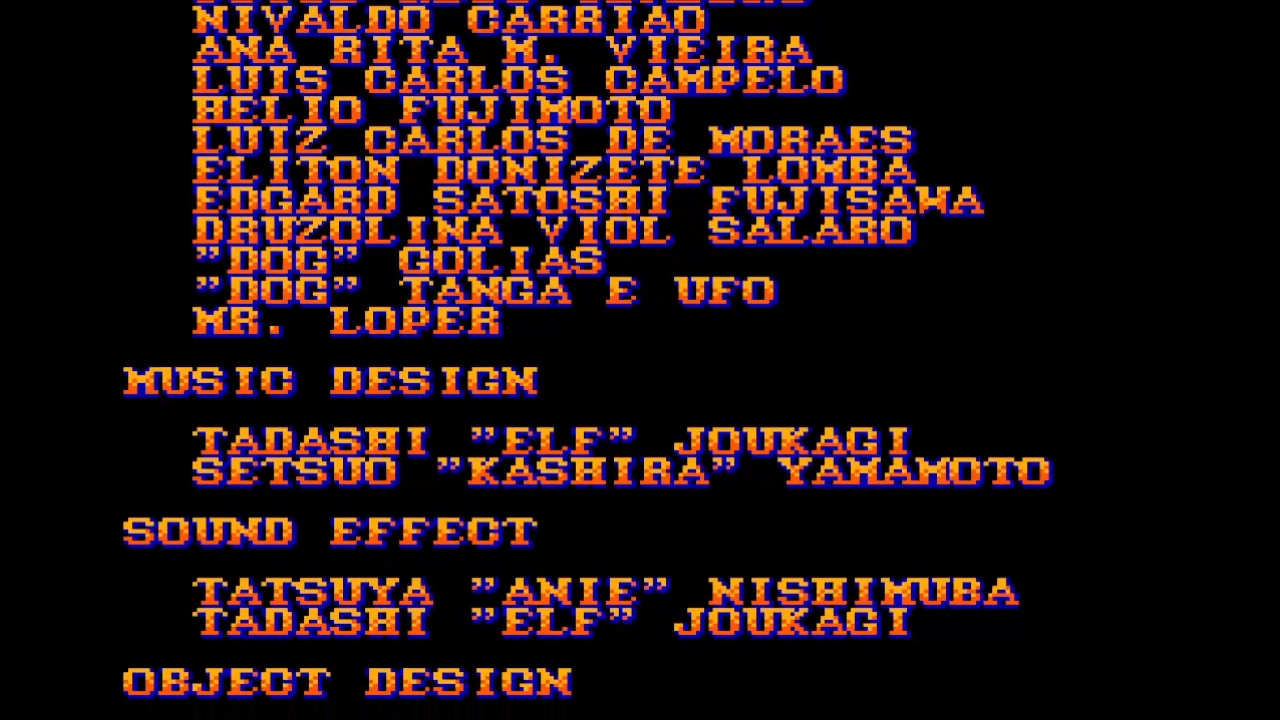 NIVALDO CARRIAO
ANA RITA M. VIEIRA
LUIS CARLOS CAMPELO
HELIO FUJIMOTO
LUIZ CARLOS DE MORAES
ELITON DONIZETE LOMBA
EDGARD SATOSHI FUJISAWA
DRUZOLINA VIOL SALARO
"DOG" GOLIAS
"DOG" TANGA E UFO
MR. LOPER
MUSIC DESIGN
TADASHI "ELF" JOUKAGI
SETSUO "KASHIRA" YAMAMOTO
SOUND EFFECT
TATSUYA "ANIE" NISHIMUBA
TADASHI "ELF" JOUKAGI
OBJECT DESIGN